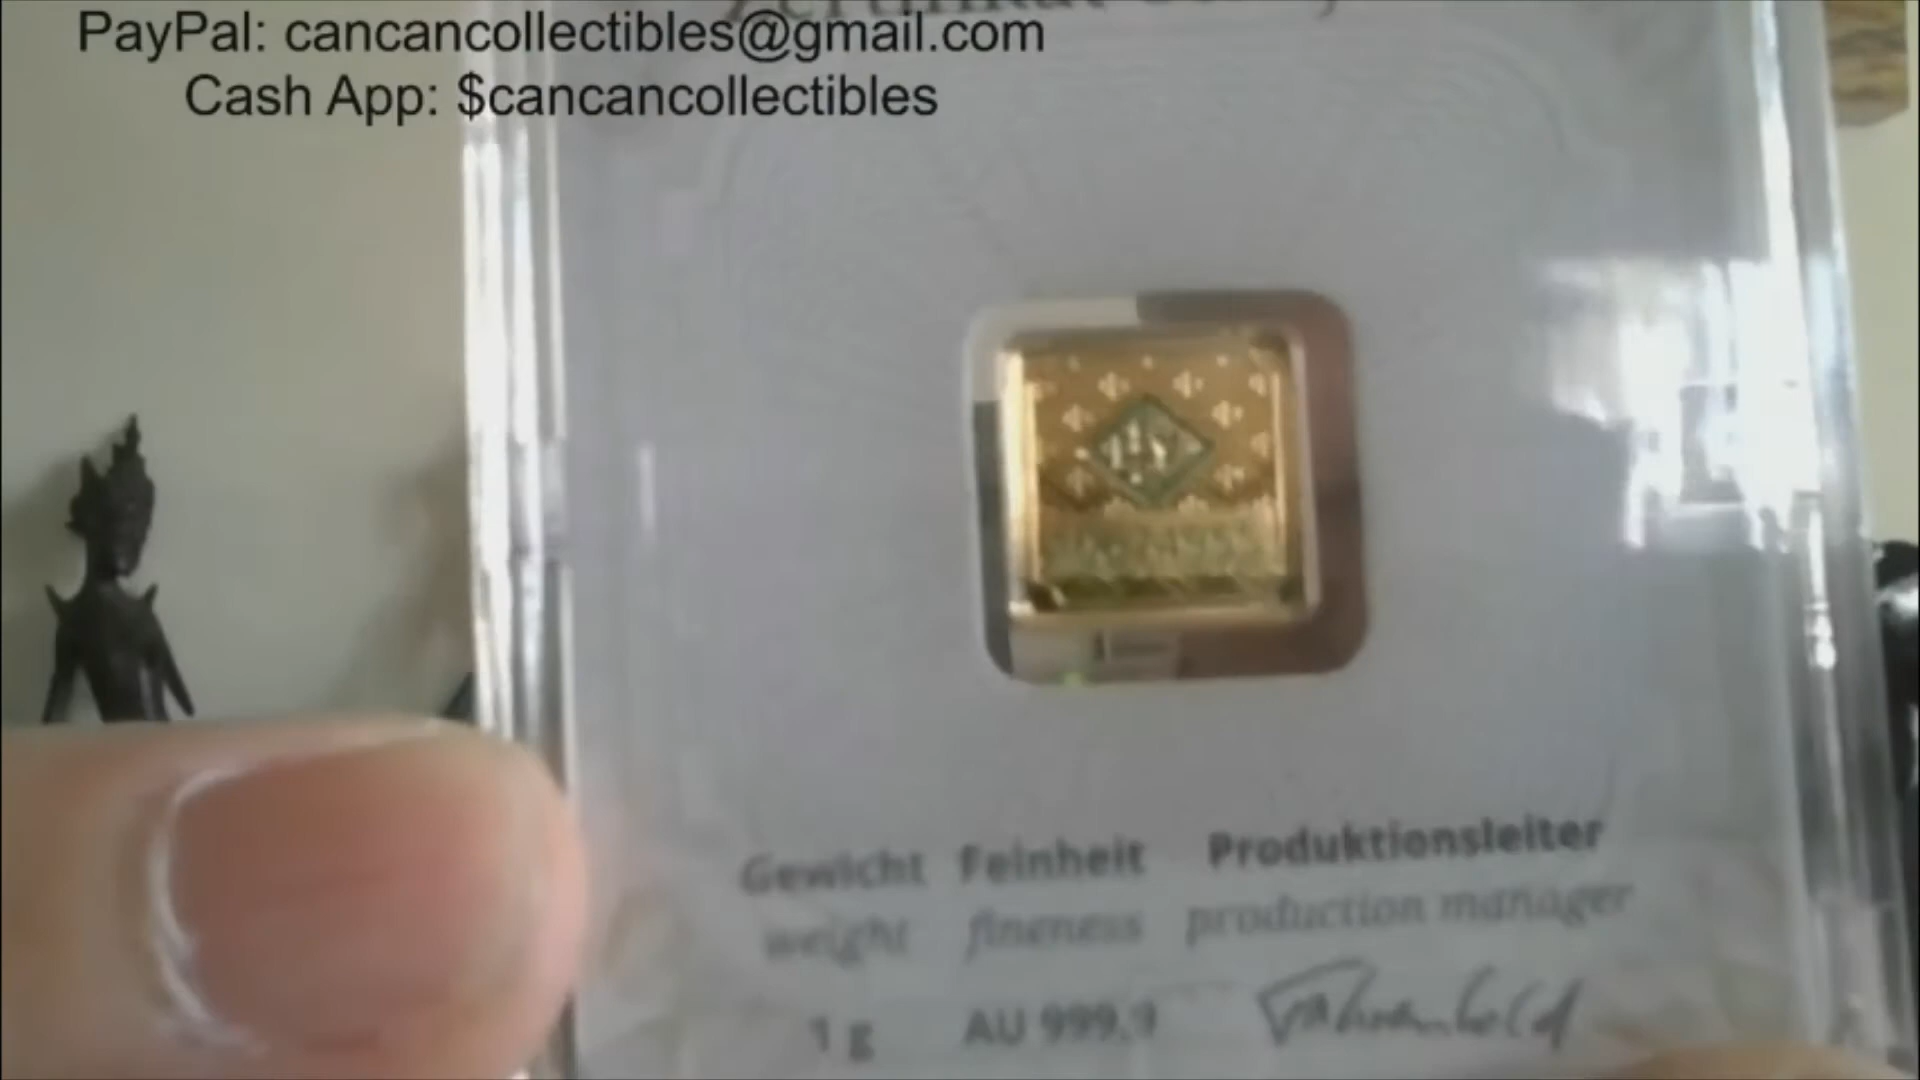 PayPal: cancancollectibles@gmail.com
Cash App: $cancancollectibles
Gewicht Feinheit Produktionsleiter
weight fineness production manager
1 g AU 999,9